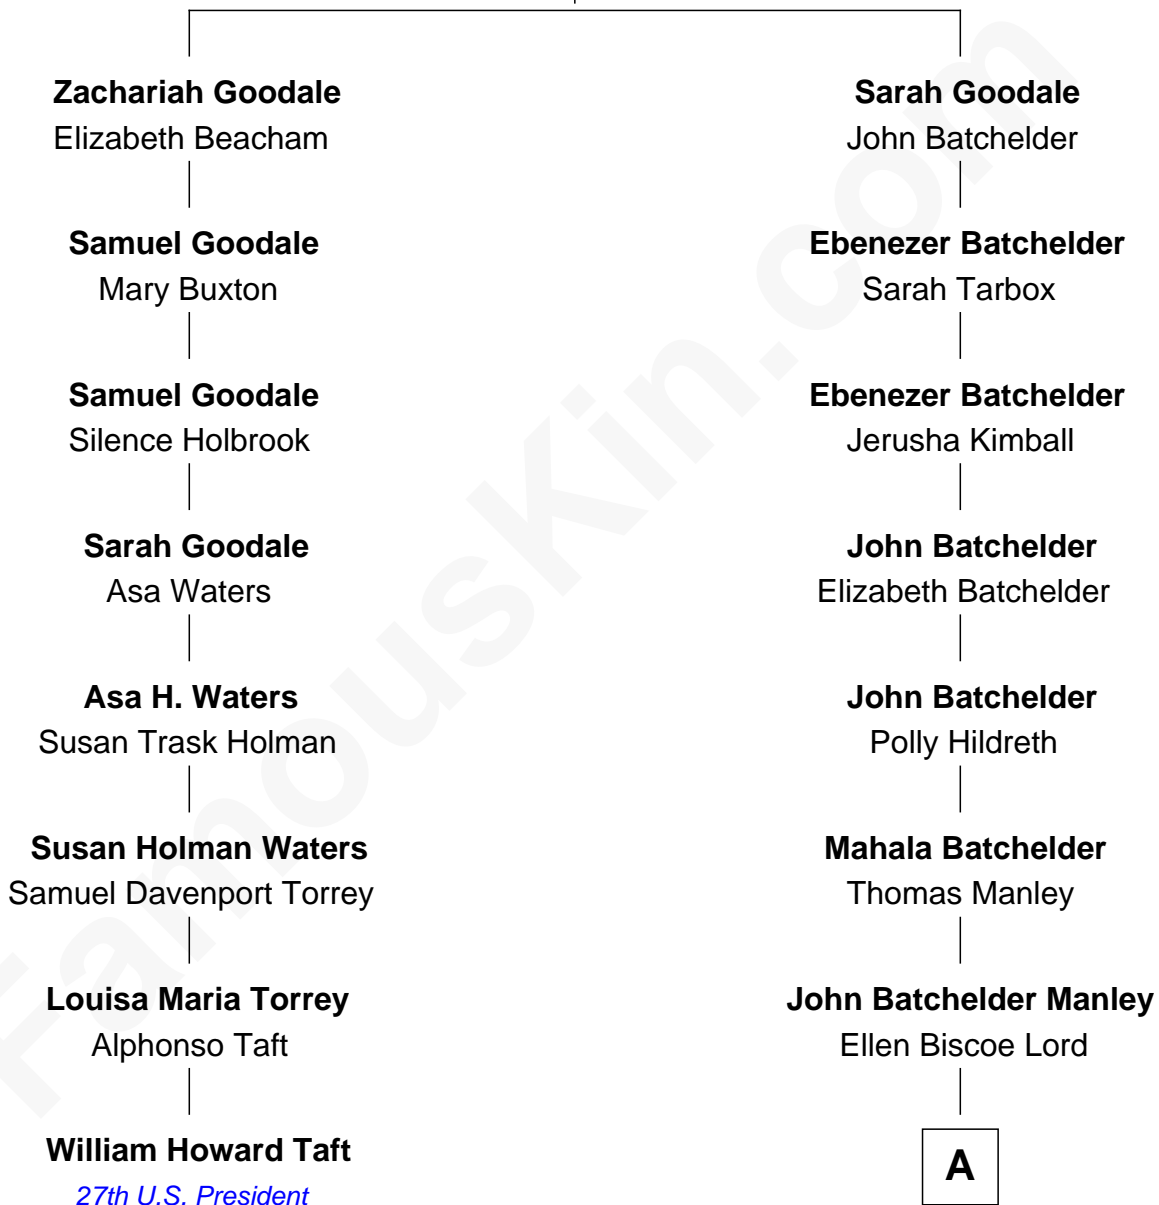 Zachariah Goodale
Elizabeth Beacham
Samuel Goodale
Mary Buxton
Samuel Goodale
Silence Holbrook
Sarah Goodale
Asa Waters
Asa H. Waters
Susan Trask Holman
Susan Holman Waters
Samuel Davenport Torrey
Louisa Maria Torrey
Alphonso Taft
William Howard Taft
27th U.S. President
Sarah Goodale
John Batchelder
Ebenezer Batchelder
Sarah Tarbox
Ebenezer Batchelder
Jerusha Kimball
John Batchelder
Elizabeth Batchelder
John Batchelder
Polly Hildreth
Mahala Batchelder
Thomas Manley
John Batchelder Manley
Ellen Biscoe Lord
A
FamousKin.com